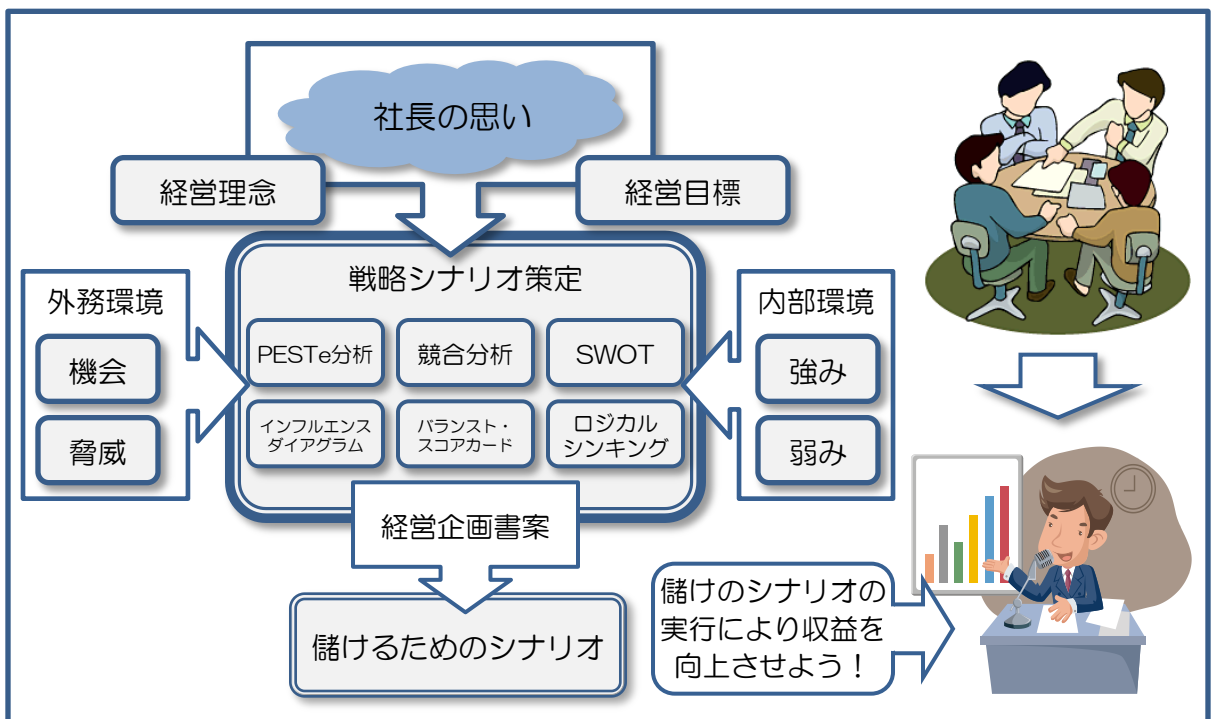 社長の思い
経営理念
経営目標
戦略シナリオ策定
外務環境
機会
脅威
PESTe分析
競合分析
SWOT
インフルエンス
ダイアグラム
バランスト・
スコアカード
ロジカル
シンキング
内部環境
強み
弱み
経営企画書案
儲けるためのシナリオ
儲けのシナリオの
実行により収益を
向上させよう！